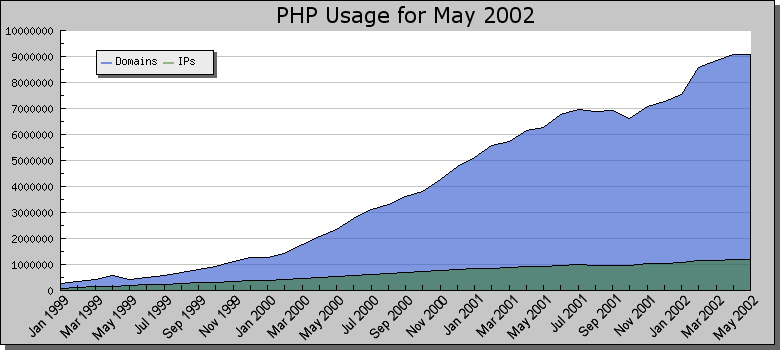 PHP Usage for May 2002
10000000
9000000
8000000
7000000
6000000
5000000
4000000
3000000
2000000
1000000
0
Domains IPs
Jan 1999
Mar 1999
May 1999
Jul 1999
Sep 1999
Nov 1999
Jan 2000
Mar 2000
May 2000
Jul 2000
Sep 2000
Nov 2000
Jan 2001
Mar 2001
May 2001
Jul 2001
Sep 2001
Nov 2001
Jan 2002
Mar 2002
May 2002